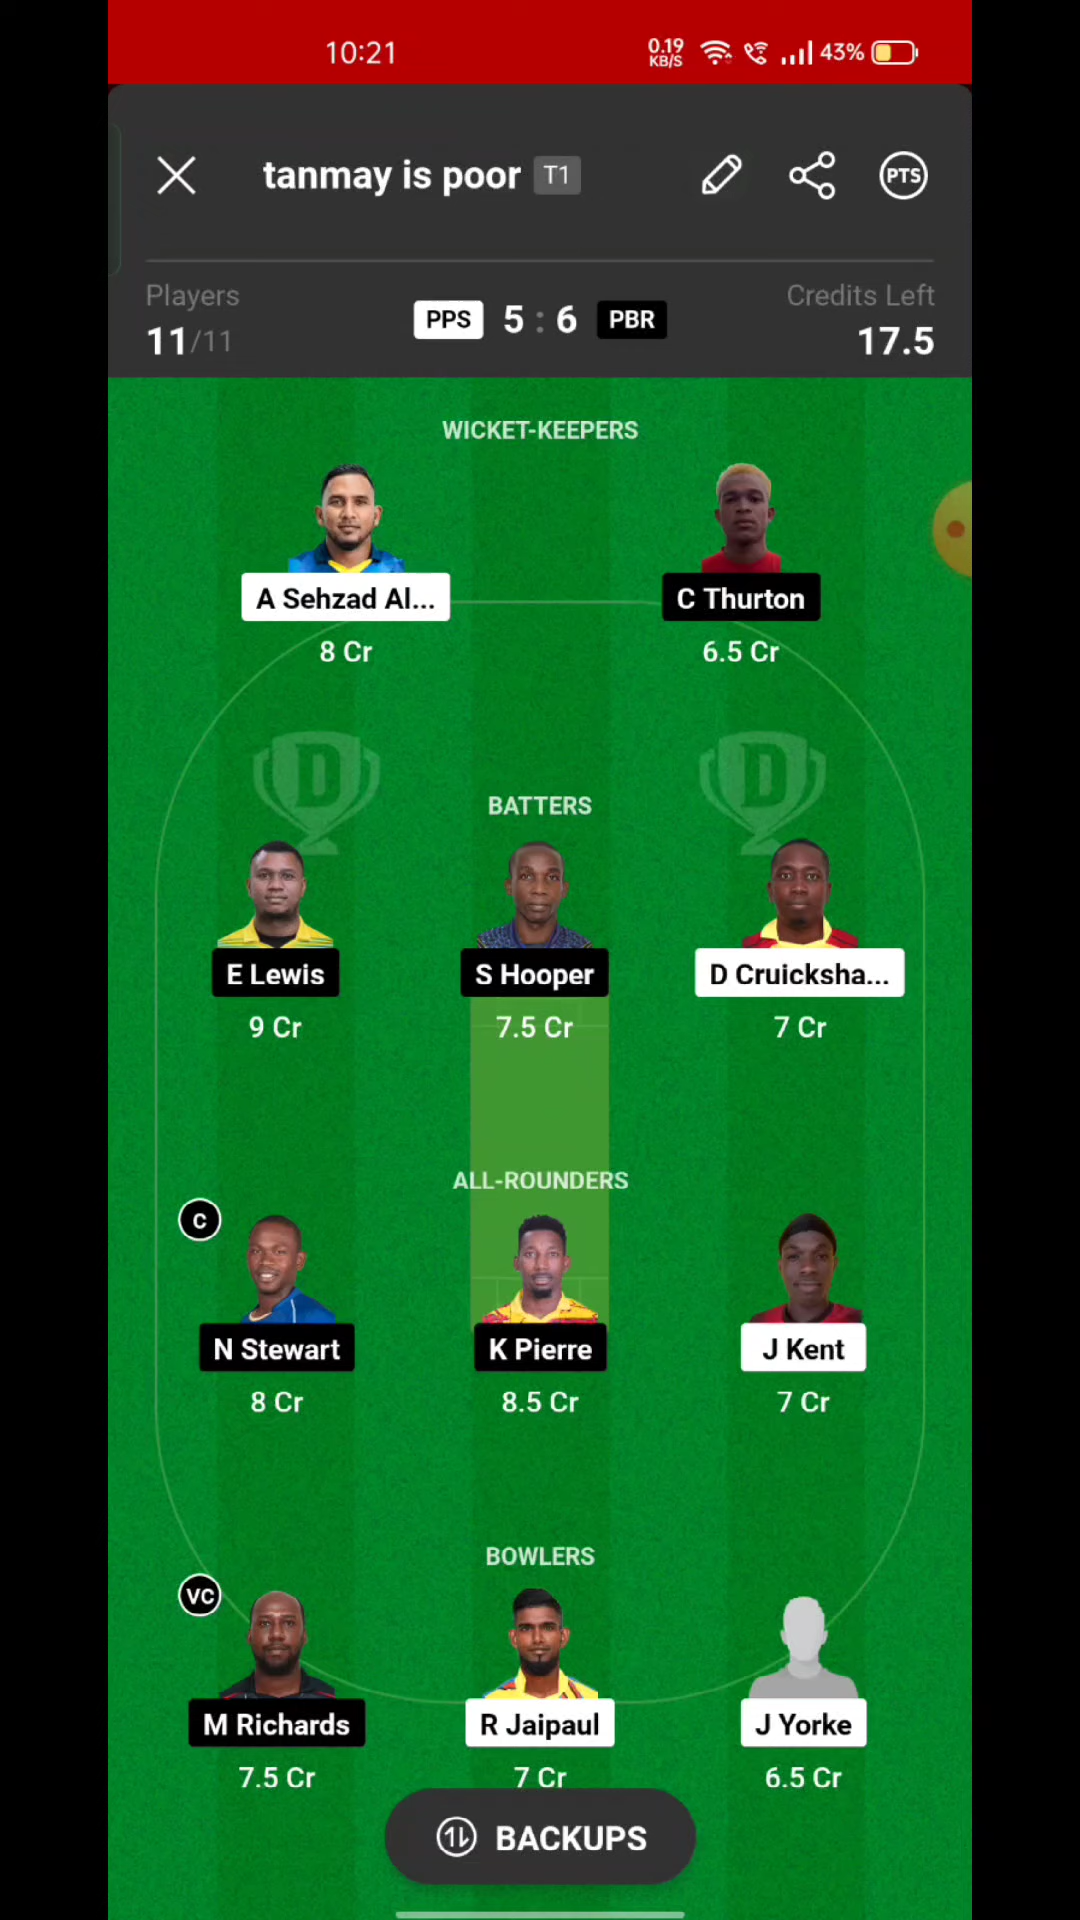 10:21
0.19 KB/S
43%
tanmay is poor T1
PTS
Players
11/11
PPS 5 : 6 PBR
Credits Left
17.5
WICKET-KEEPERS
A Sehzad Al...
8 Cr
C Thurton
6.5 Cr
D D
BATTERS
E Lewis
9 Cr
S Hooper
7.5 Cr
D Cruicksha...
7 Cr
ALL-ROUNDERS
C
N Stewart
8 Cr
K Pierre
8.5 Cr
J Kent
7 Cr
BOWLERS
VC
M Richards
7.5 Cr
R Jaipaul
7 Cr
J Yorke
6.5 Cr
BACKUPS